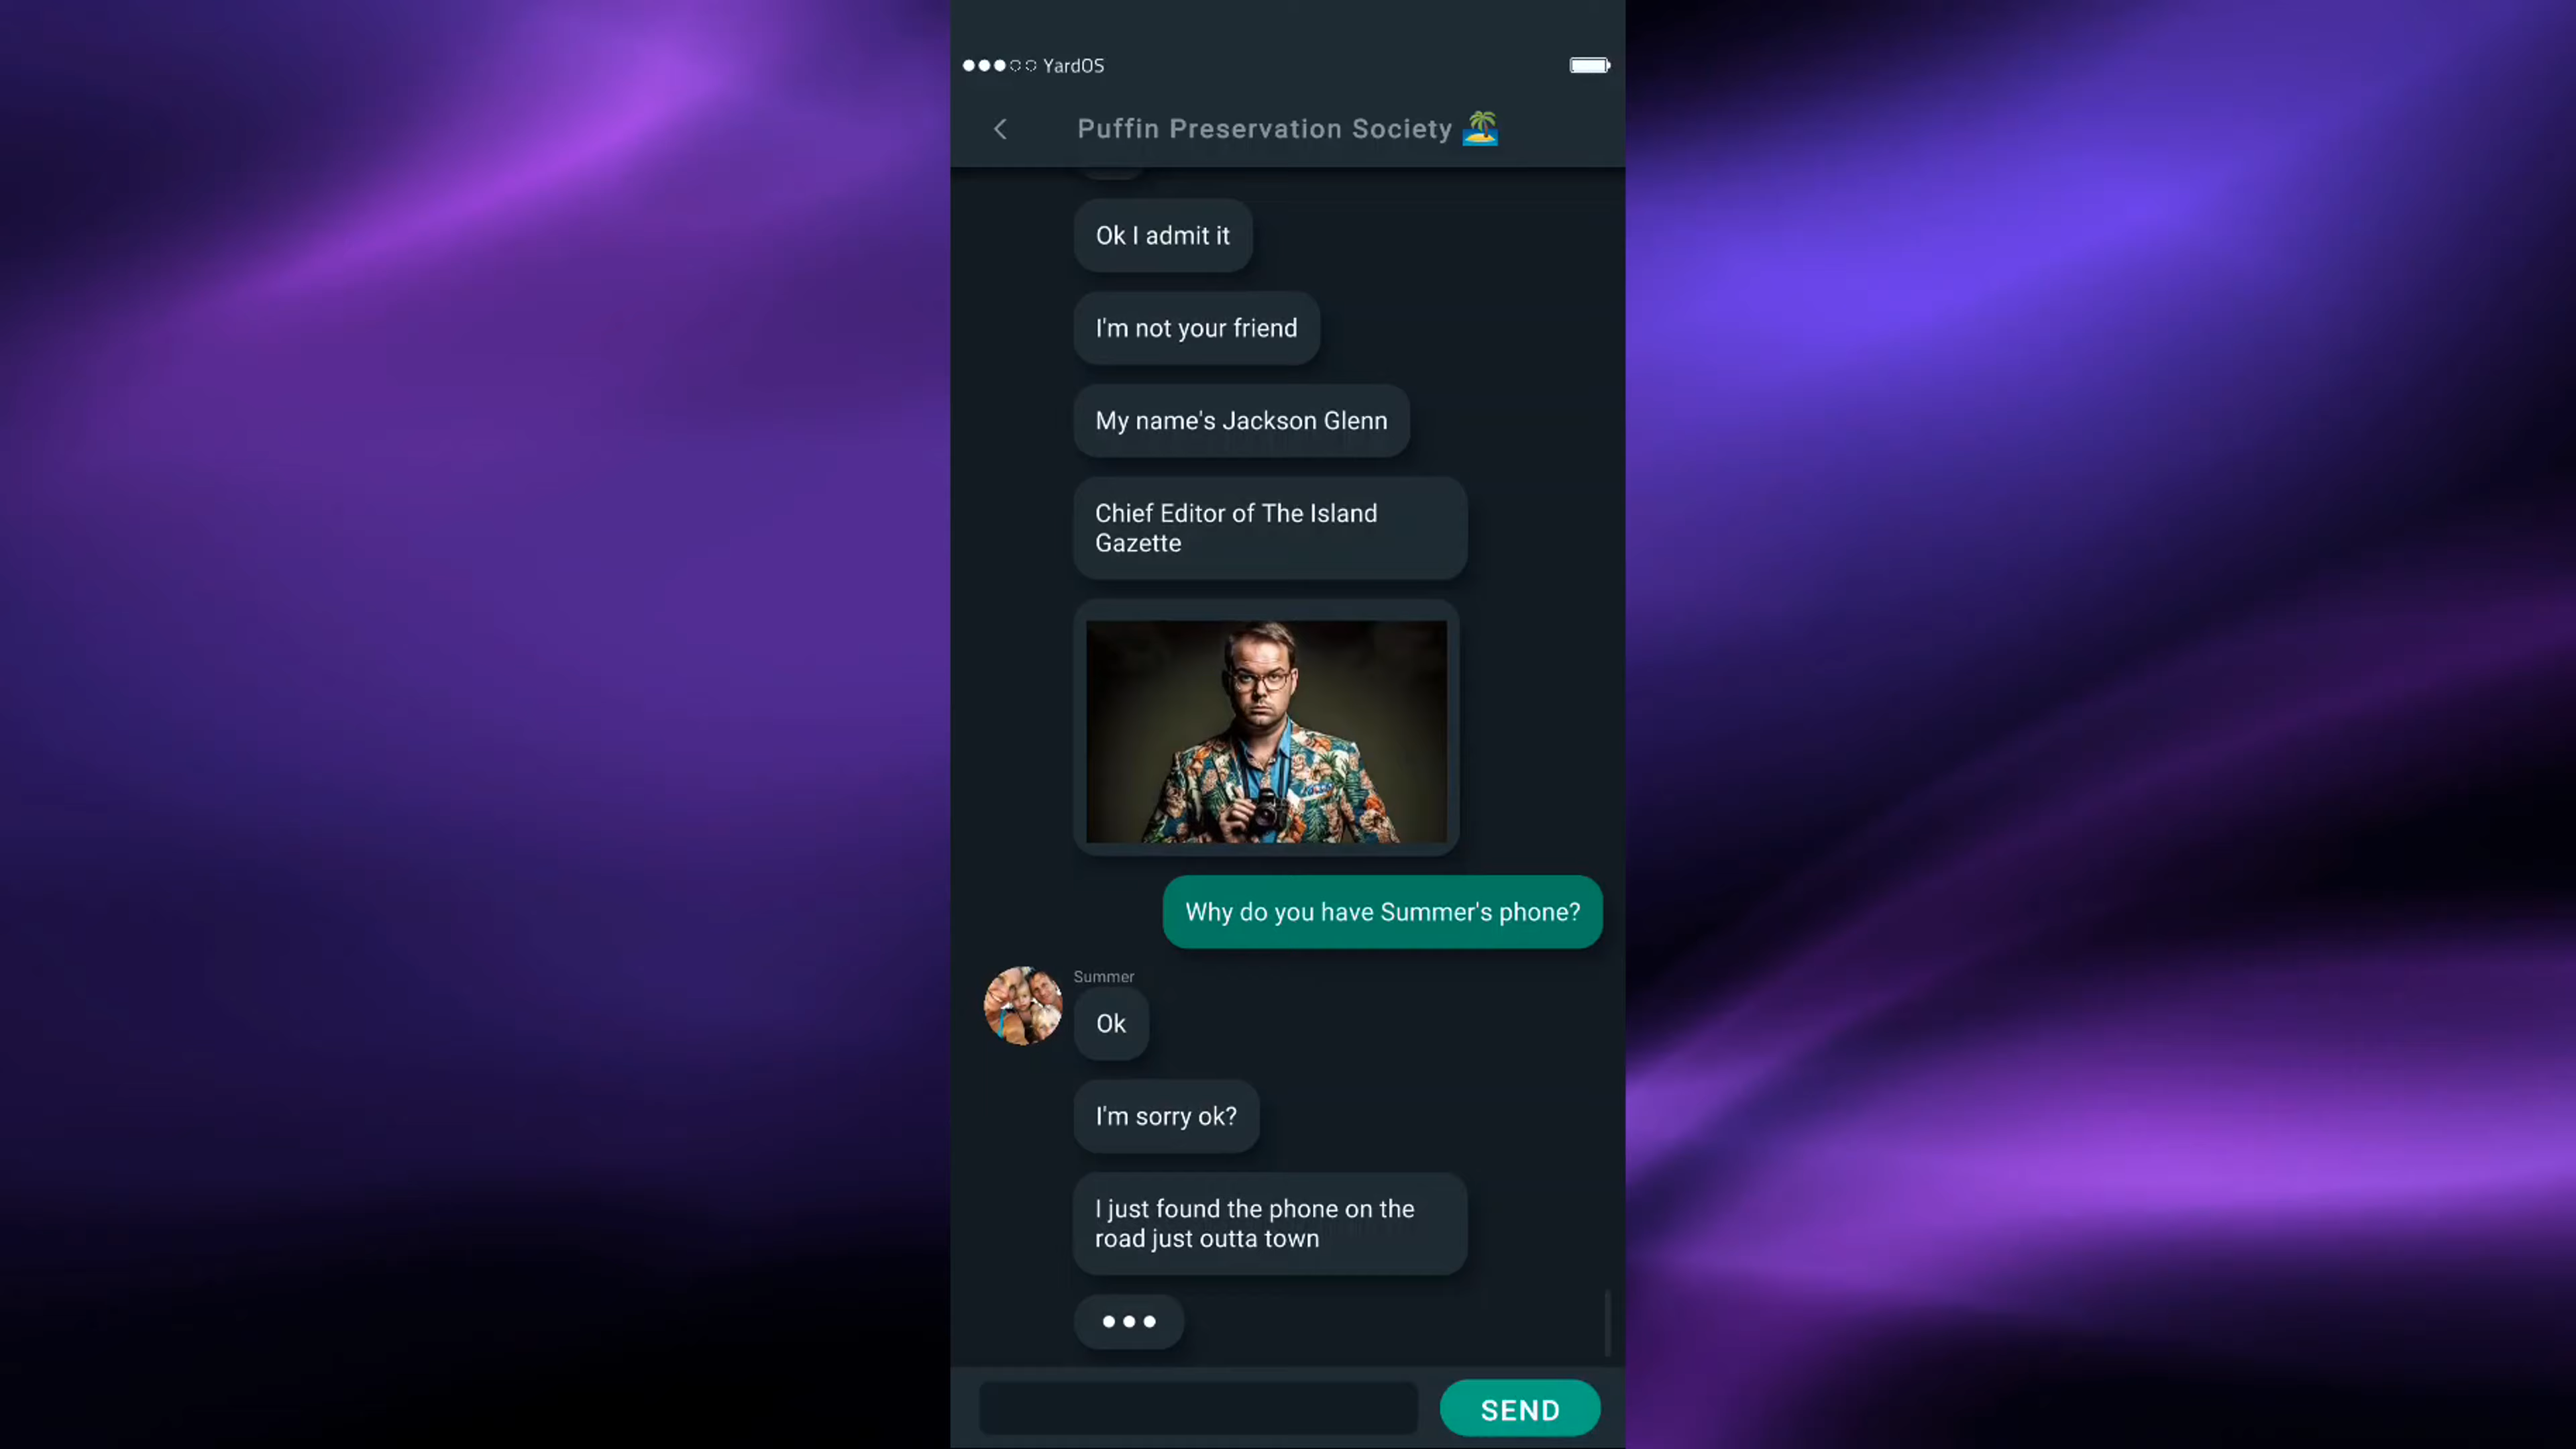 YardOS
Puffin Preservation Society 🏝️
Ok I admit it
I'm not your friend
My name's Jackson Glenn
Chief Editor of The Island
Gazette
Why do you have Summer's phone?
Summer
Ok
I'm sorry ok?
I just found the phone on the
road just outta town
SEND